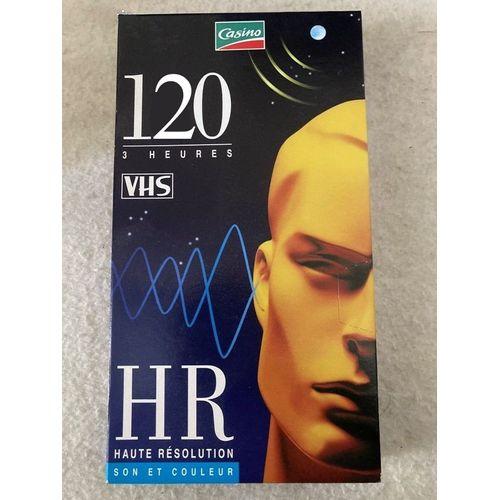 Casino
120
3 HEURES
VHS
HR
HAUTE RÉSOLUTION
SON ET COULEUR